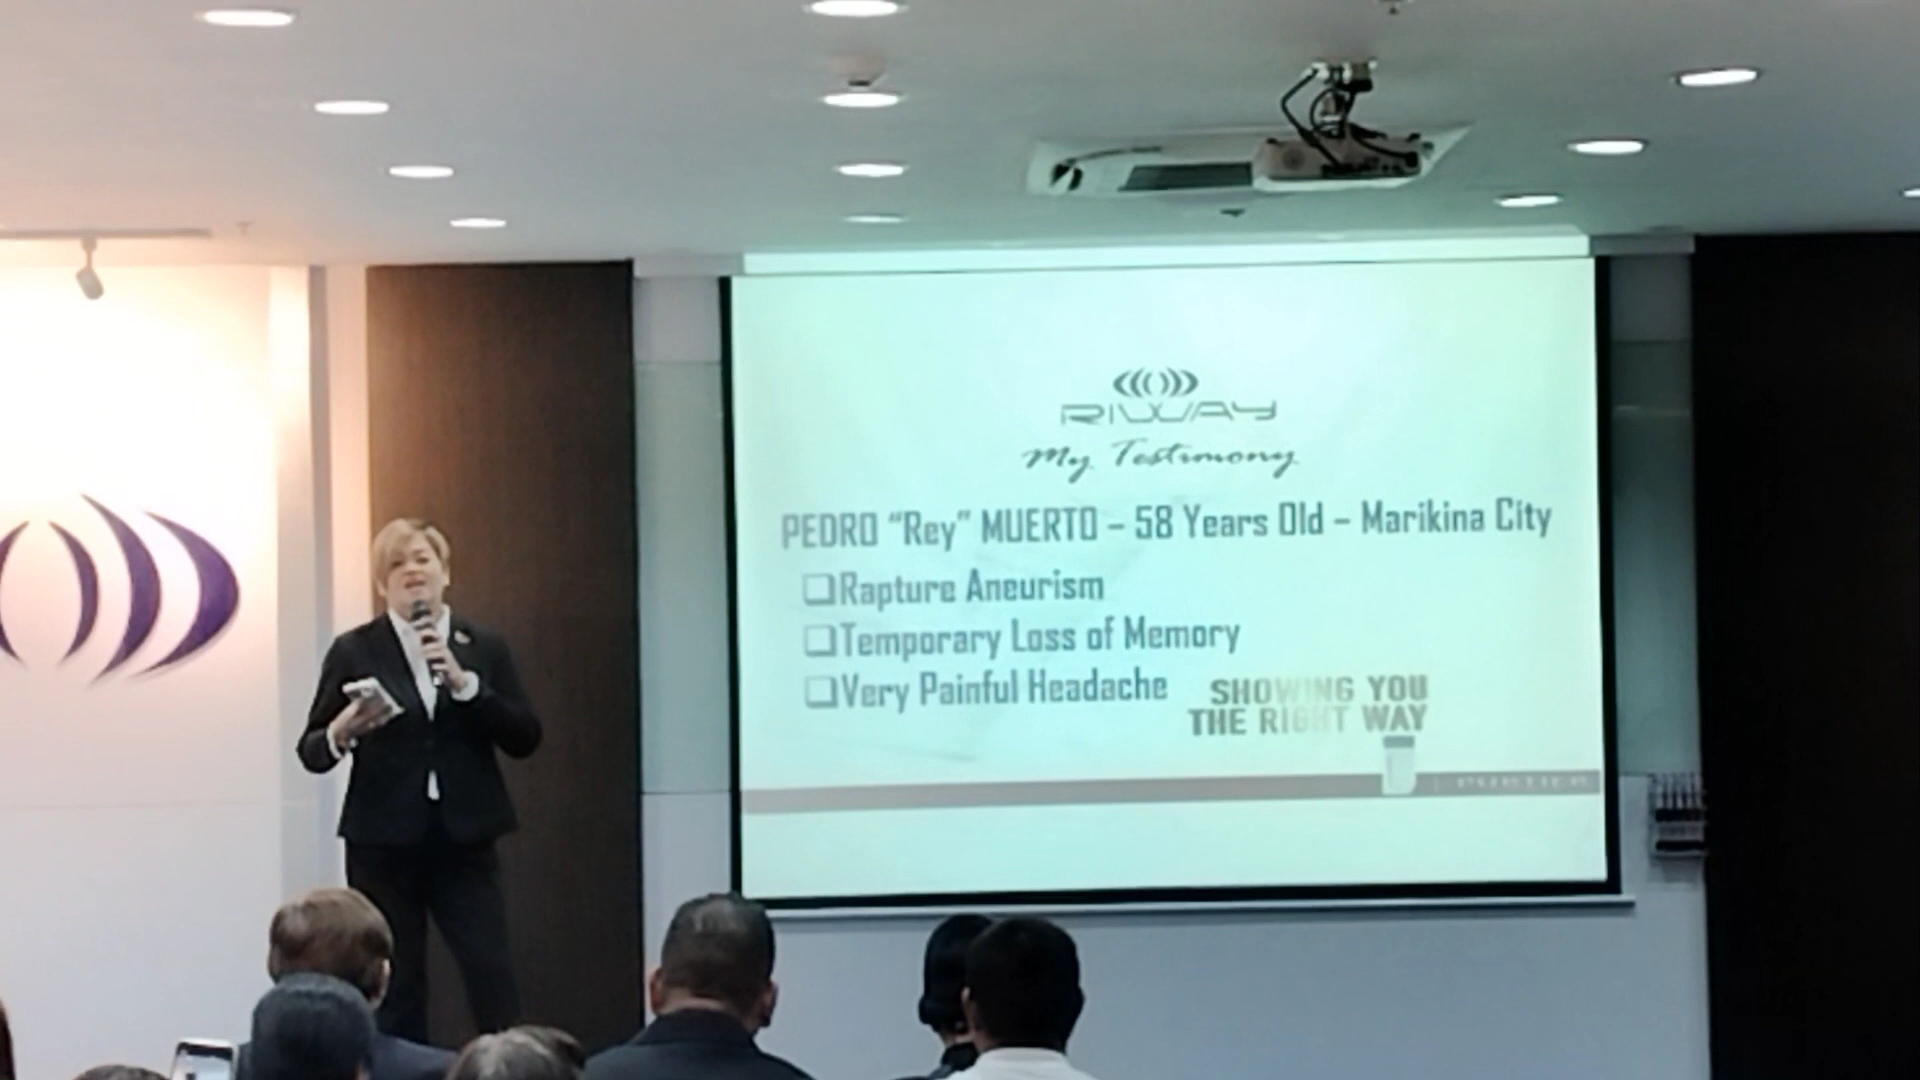 RIWAY
My Testimony
PEDRO “Rey” MUERTO – 58 Years Old – Marikina City
❑Rapture Aneurism
❑Temporary Loss of Memory
❑Very Painful Headache
SHOWING YOU
THE RIGHT WAY